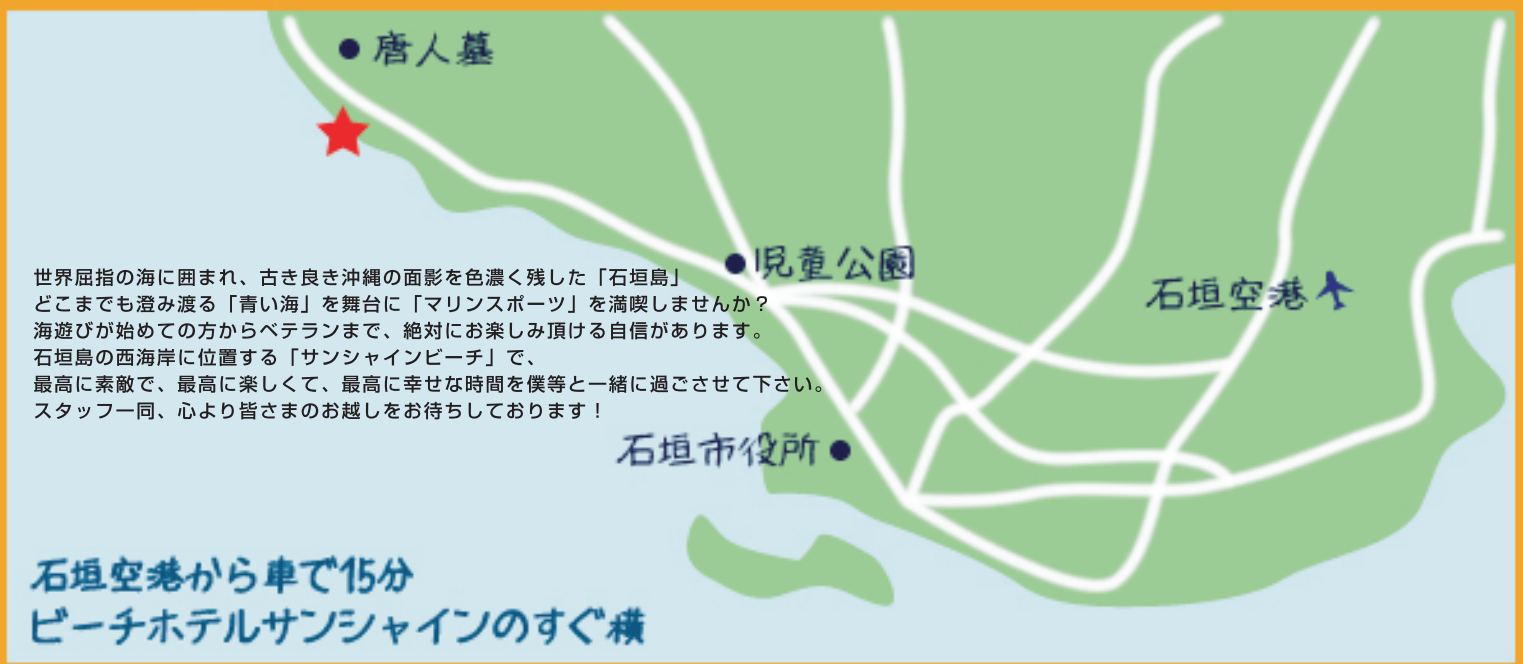 唐人墓
児童公園
石垣空港
世界屈指の海に囲まれ、古き良き沖縄の面影を色濃く残した「石垣島」
どこまでも澄み渡る「青い海」を舞台に「マリンスポーツ」を満喫しませんか？
海遊びが始めての方からベテランまで、絶対にお楽しみ頂ける自信があります。
石垣島の西海岸に位置する「サンシャインビーチ」で、
最高に素敵で、最高に楽しくて、最高に幸せな時間を僕等と一緒に過ごさせて下さい。
スタッフ一同、心より皆さまのお越しをお待ちしております！
石垣市役所
石垣空港から車で15分
ビーチホテルサンシャインのすぐ横